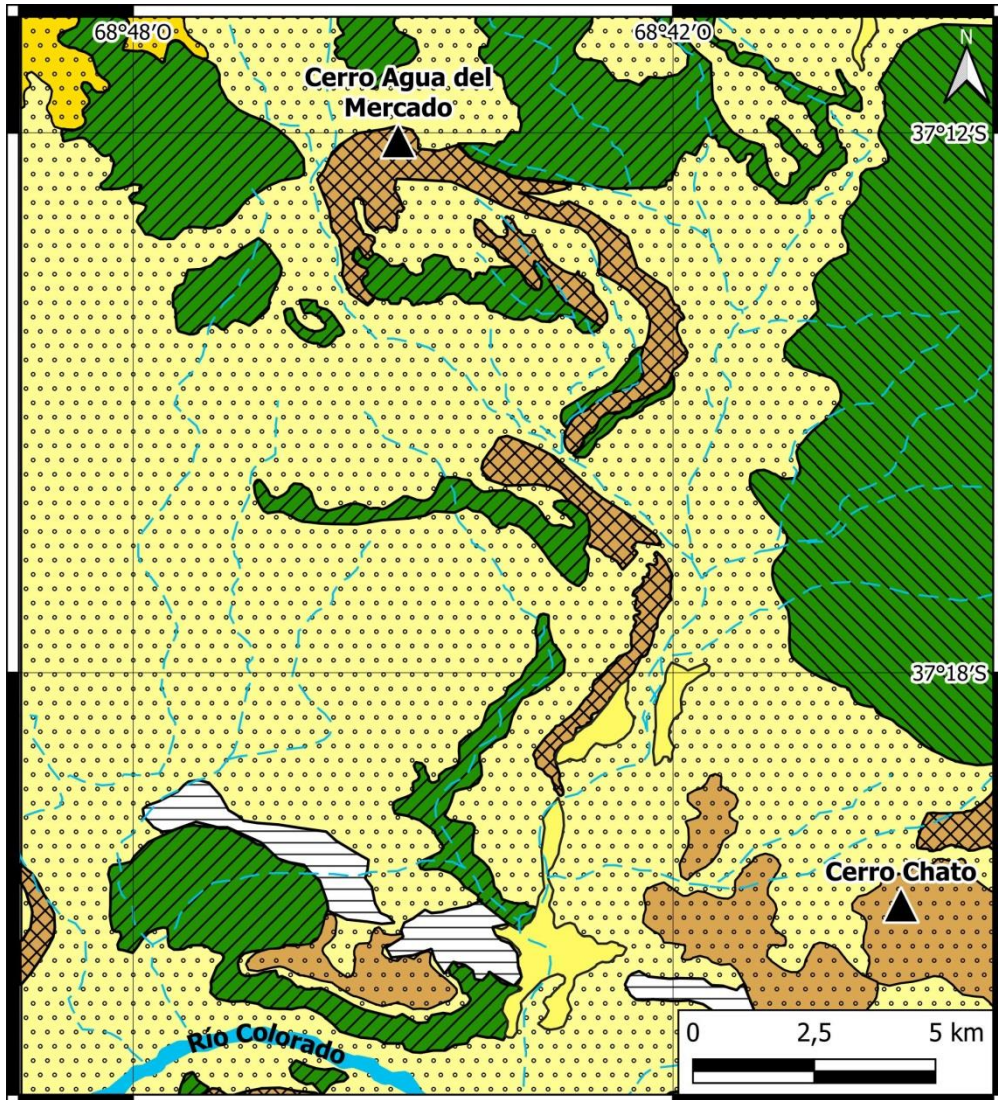 68°48′O
68°42′O
N
Cerro Agua del
Mercado
37°12′S
37°18′S
Cerro Chato
Río Colorado
0 2,5 5 km